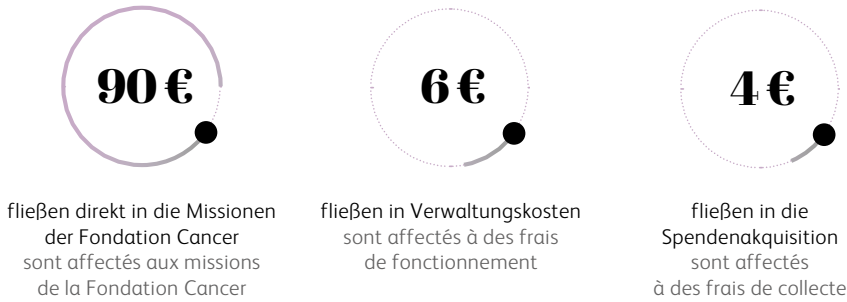 90 €
fließen direkt in die Missionen
der Fondation Cancer
sont affectés aux missions
de la Fondation Cancer
6 €
fließen in Verwaltungskosten
sont affectés à des frais
de fonctionnement
4 €
fließen in die
Spendenakquisition
sont affectés
à des frais de collecte